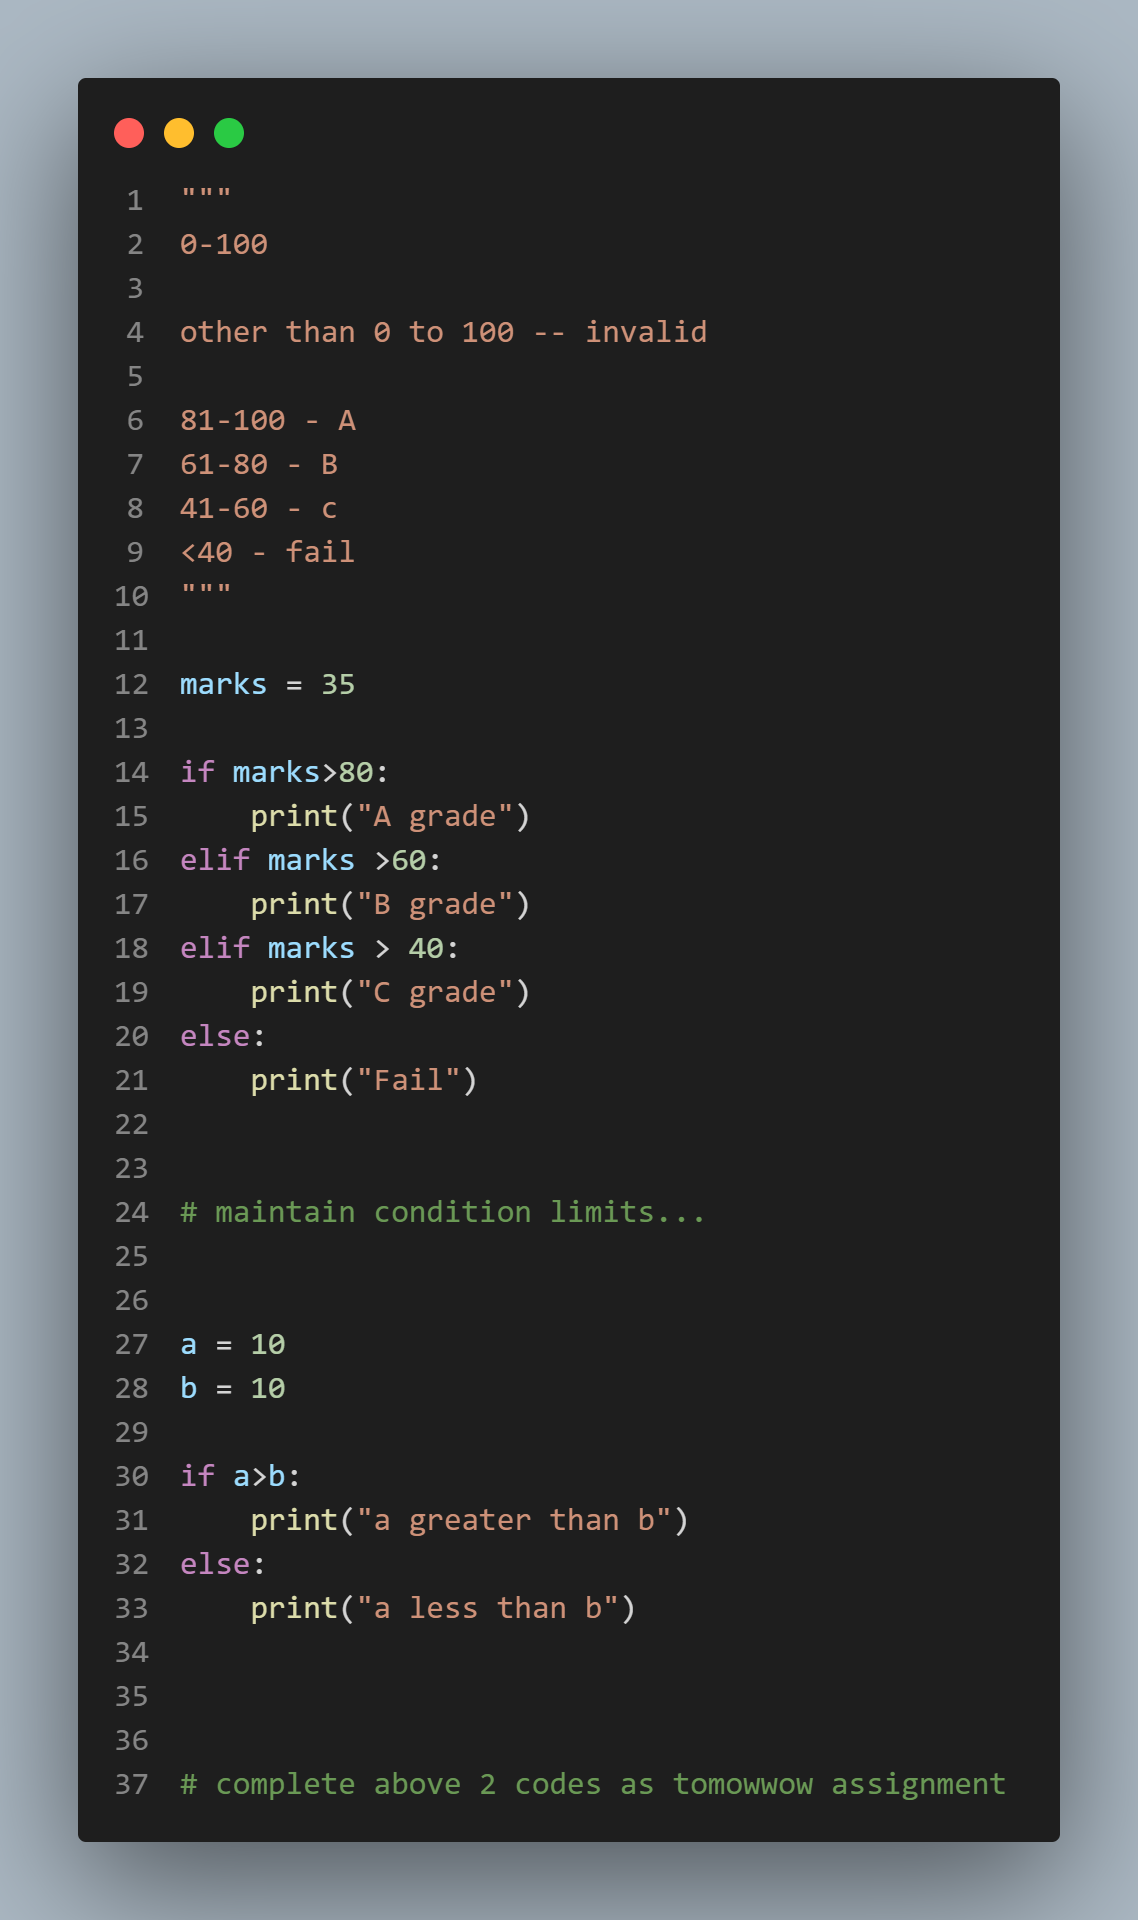 1 """
2 0-100
3
4 other than 0 to 100 -- invalid
5
6 81-100 - A
7 61-80 - B
8 41-60 - c
9 <40 - fail
10 """
11
12 marks = 35
13
14 if marks>80:
15     print("A grade")
16 elif marks >60:
17     print("B grade")
18 elif marks > 40:
19     print("C grade")
20 else:
21     print("Fail")
22
23
24 # maintain condition limits...
25
26
27 a = 10
28 b = 10
29
30 if a>b:
31     print("a greater than b")
32 else:
33     print("a less than b")
34
35
36
37 # complete above 2 codes as tomowwow assignment